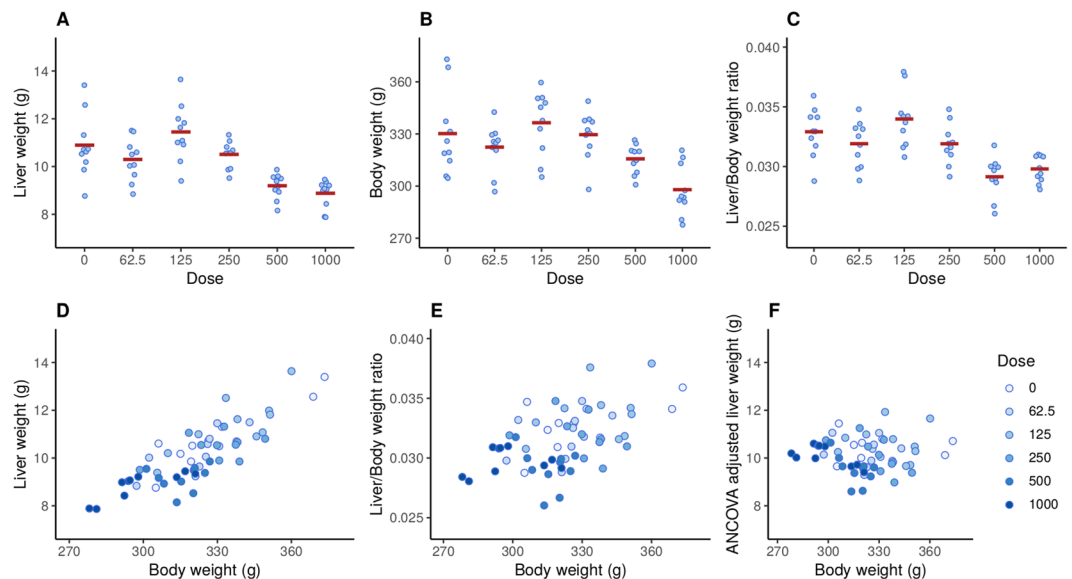 A
Liver weight (g)
14
12
10
8
0 62.5 125 250 500 1000
Dose
B
Body weight (g)
360
330
300
270
0 62.5 125 250 500 1000
Dose
C
Liver/Body weight ratio
0.040
0.035
0.030
0.025
0 62.5 125 250 500 1000
Dose
D
Liver weight (g)
14
12
10
8
270 300 330 360
Body weight (g)
E
Liver/Body weight ratio
0.040
0.035
0.030
0.025
270 300 330 360
Body weight (g)
F
ANCOVA adjusted liver weight (g)
14
12
10
8
270 300 330 360
Body weight (g)
Dose
0
62.5
125
250
500
1000